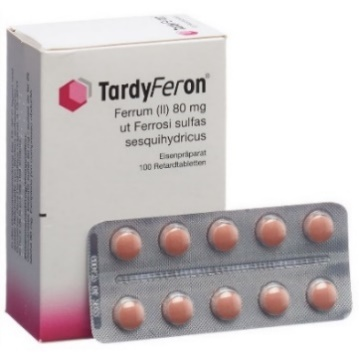 TardyFeron®
Ferrum (II) 80 mg
ut Ferrosi sulfas
sesquihydricus
Eisenpräparat
100 Retardtabletten